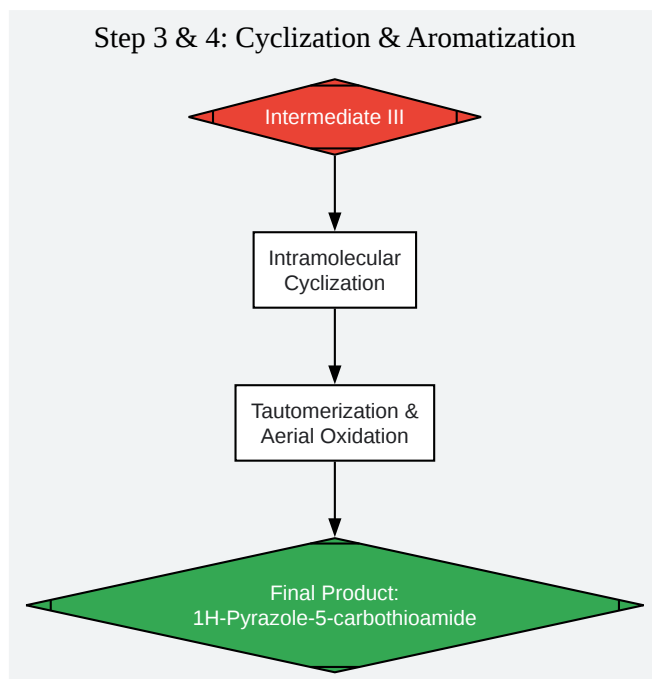 Step 3 & 4: Cyclization & Aromatization
Intermediate III
Intramolecular
Cyclization
Tautomerization &
Aerial Oxidation
Final Product:
1H-Pyrazole-5-carbothioamide